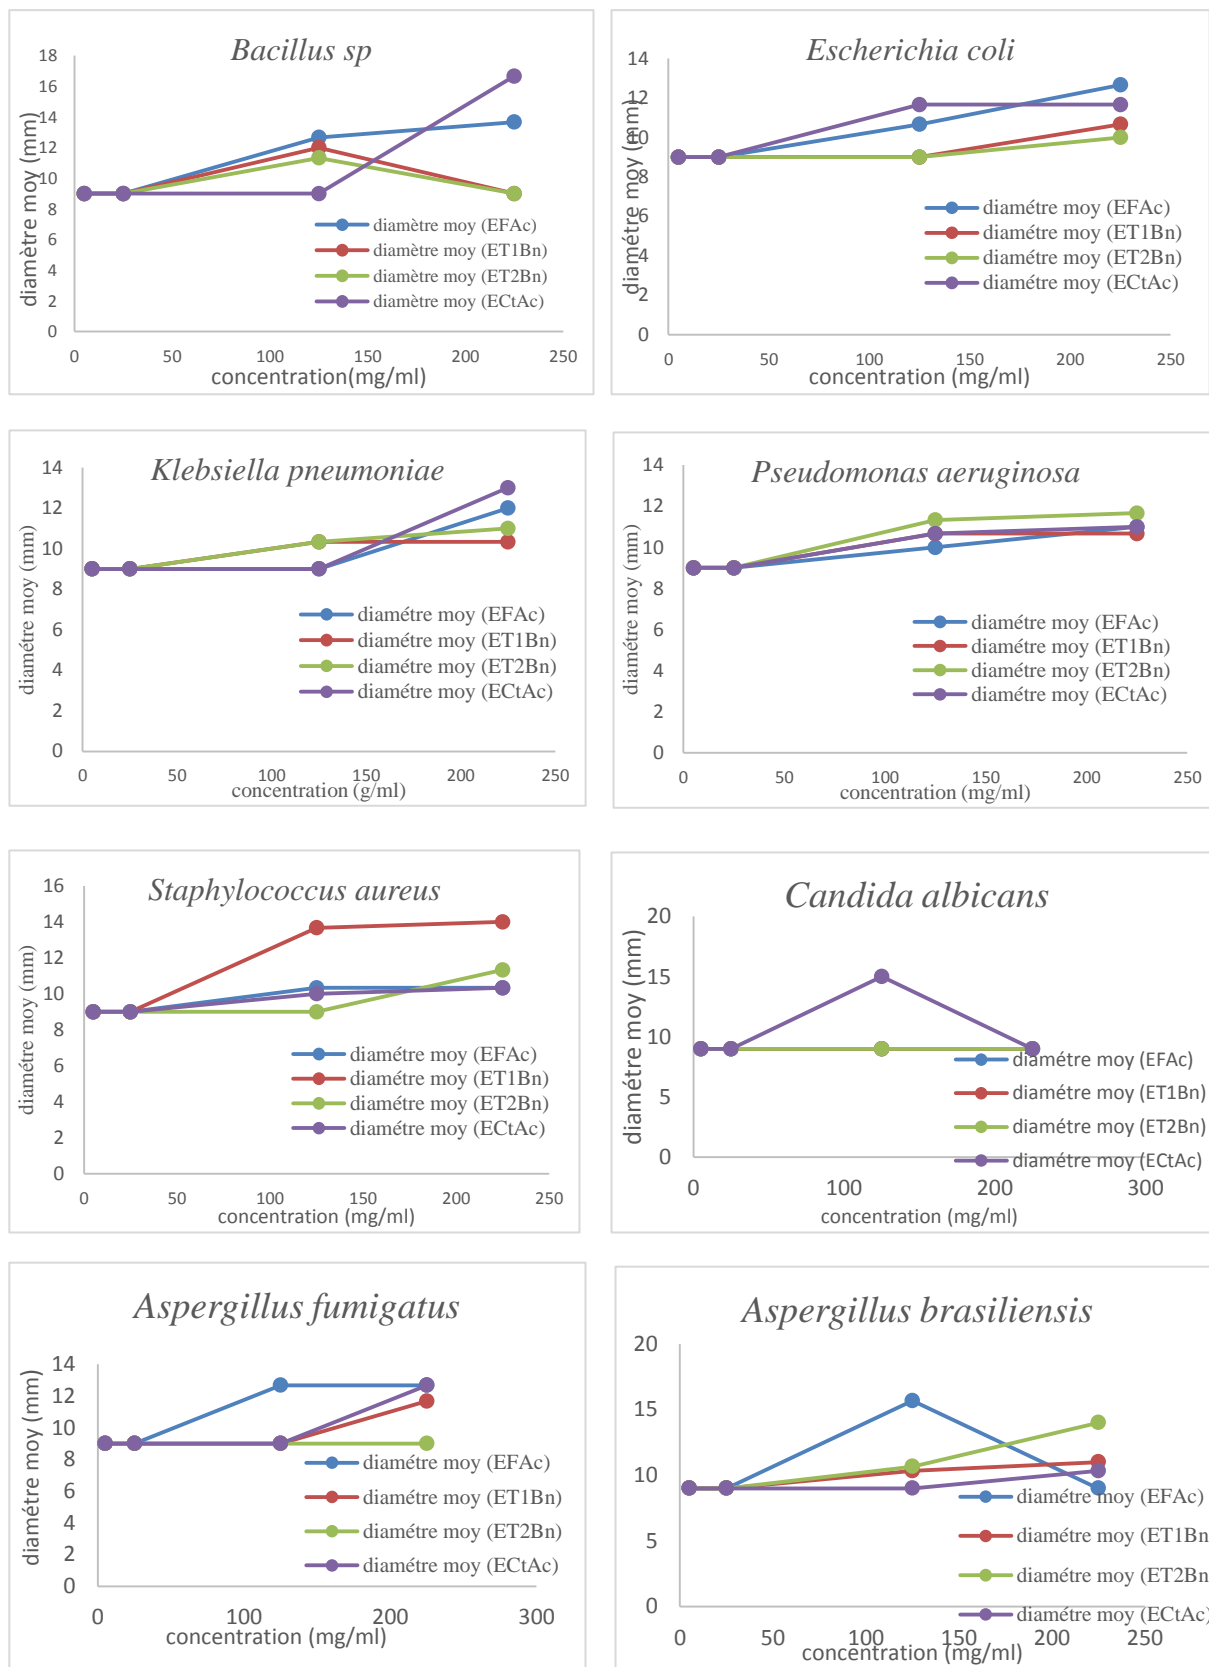 Bacillus sp
18
16
14
12
10
8
6
4
2
0
diamètre moy (mm)
diamètre moy (EFAc)
diamètre moy (ET1Bn)
diamètre moy (ET2Bn)
diamètre moy (ECtAc)
0 50 100 150 200 250
concentration(mg/ml)
Escherichia coli
14
12
10
8
6
4
2
0
diamétre moy (mm)
diamétre moy (EFAc)
diamétre moy (ET1Bn)
diamétre moy (ET2Bn)
diamétre moy (ECtAc)
0 50 100 150 200 250
concentration (mg/ml)
Klebsiella pneumoniae
14
12
10
8
6
4
2
0
diamétre moy (mm)
diamétre moy (EFAc)
diamétre moy (ET1Bn)
diamétre moy (ET2Bn)
diamétre moy (ECtAc)
0 50 100 150 200 250
concentration (g/ml)
Pseudomonas aeruginosa
14
12
10
8
6
4
2
0
diamétre moy (mm)
diamétre moy (EFAc)
diamétre moy (ET1Bn)
diamétre moy (ET2Bn)
diamétre moy (ECtAc)
0 50 100 150 200 250
concentration (mg/ml)
Staphylococcus aureus
16
14
12
10
8
6
4
2
0
diamétre moy (mm)
diamétre moy (EFAc)
diamétre moy (ET1Bn)
diamétre moy (ET2Bn)
diamétre moy (ECtAc)
0 50 100 150 200 250
concentration (mg/ml)
Candida albicans
20
15
10
5
0
diamétre moy (mm)
diamétre moy (EFAc)
diamétre moy (ET1Bn)
diamétre moy (ET2Bn)
diamétre moy (ECtAc)
0 100 200 300
concentration (mg/ml)
Aspergillus fumigatus
14
12
10
8
6
4
2
0
diamétre moy (mm)
diamétre moy (EFAc)
diamétre moy (ET1Bn)
diamétre moy (ET2Bn)
diamétre moy (ECtAc)
0 100 200 300
concentration (mg/ml)
Aspergillus brasiliensis
20
15
10
5
0
diamétre moy (mm)
diamétre moy (EFAc)
diamétre moy (ET1Bn
diamétre moy (ET2Bn
diamétre moy (ECtAc)
0 50 100 150 200 250
concentration (mg/ml)